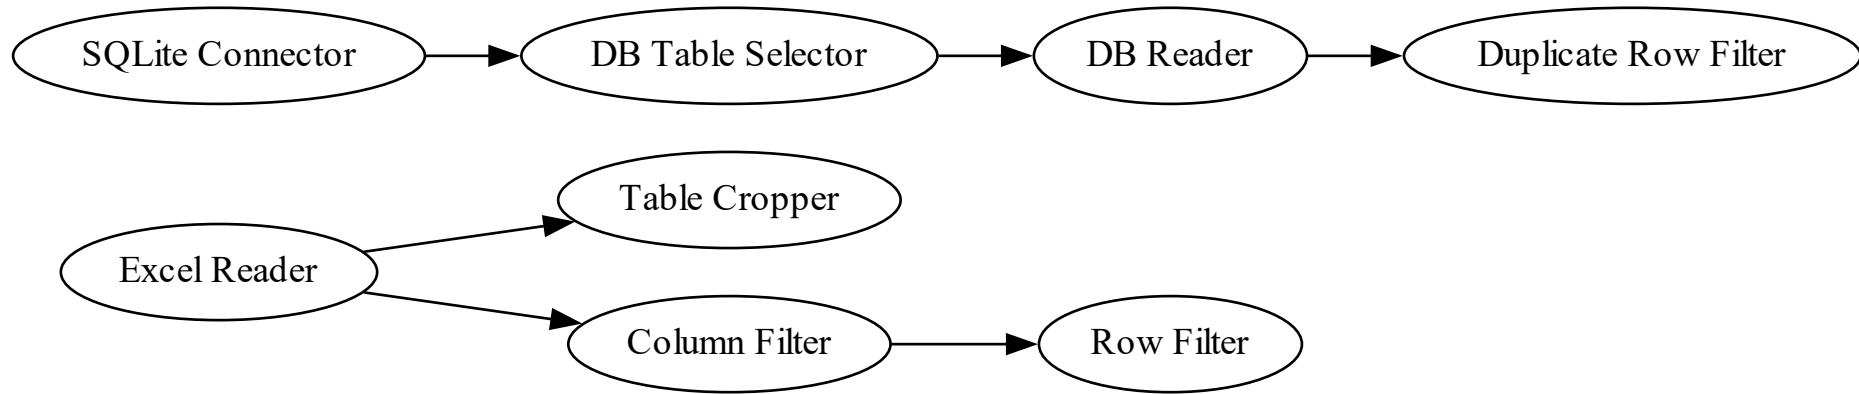 SQLite Connector
DB Table Selector
DB Reader
Duplicate Row Filter
Table Cropper
Excel Reader
Column Filter
Row Filter